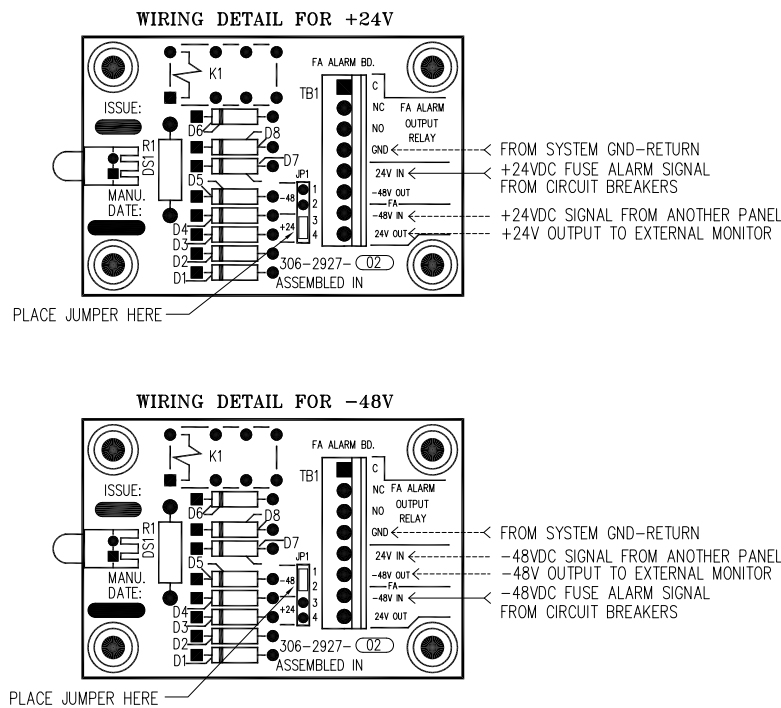 WIRING DETAIL FOR +24V
FA ALARM BD.
K1
TB1
C
NC FA ALARM
OUTPUT
NO
RELAY
ISSUE:
D6
D8
R1
DS1
D7
GND
FROM SYSTEM GND-RETURN
24V IN
+24VDC FUSE ALARM SIGNAL
FROM CIRCUIT BREAKERS
JP1
D5
1
-48
2
-48V OUT
FA
MANU.
DATE:
3
-48V IN
+24VDC SIGNAL FROM ANOTHER PANEL
D4
+24
4
24V OUT
+24V OUTPUT TO EXTERNAL MONITOR
D3
D2
D1
306-2927- 02
ASSEMBLED IN
PLACE JUMPER HERE
WIRING DETAIL FOR -48V
FA ALARM BD.
K1
TB1
C
NC FA ALARM
OUTPUT
NO
RELAY
ISSUE:
D6
D8
R1
DS1
D7
GND
FROM SYSTEM GND-RETURN
24V IN
-48VDC SIGNAL FROM ANOTHER PANEL
JP1
D5
1
-48
2
-48V OUT
-48V OUTPUT TO EXTERNAL MONITOR
FA
MANU.
DATE:
3
-48V IN
-48VDC FUSE ALARM SIGNAL
FROM CIRCUIT BREAKERS
D4
+24
4
24V OUT
D3
D2
D1
306-2927- 02
ASSEMBLED IN
PLACE JUMPER HERE